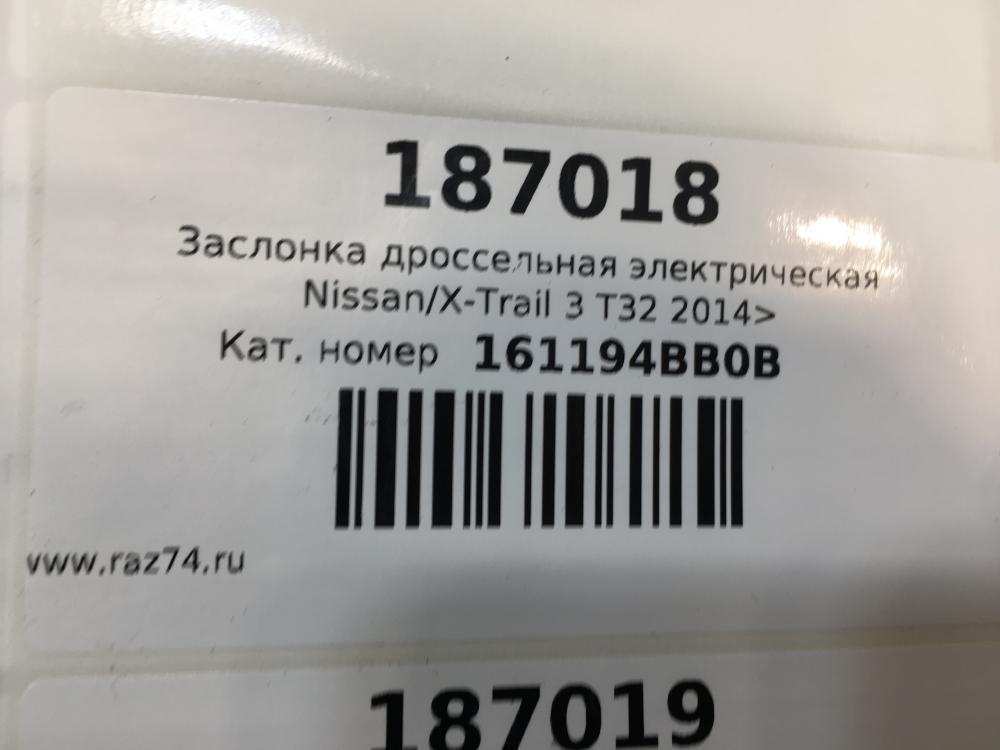 187018
Заслонка дроссельная электрическая
Nissan/X-Trail 3 T32 2014>
Кат. номер 161194BB0B
www.raz74.ru
187019